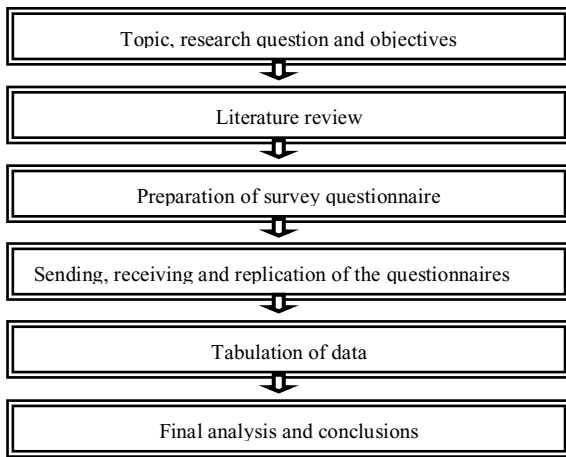 Topic, research question and objectives
Literature review
Preparation of survey questionnaire
Sending, receiving and replication of the questionnaires
Tabulation of data
Final analysis and conclusions